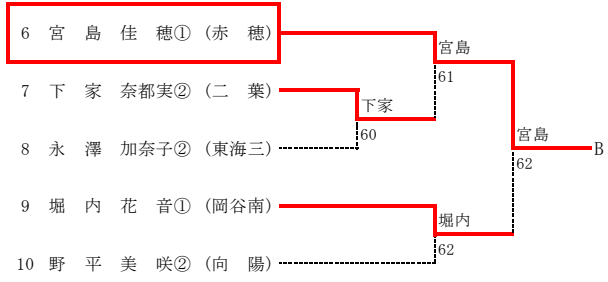 6 宮 島 佳 穂① (赤 穂)
宮島
61
7 下 家 奈都実② (二 葉)
下家
60
宮島
62
B
8 永 澤 加奈子② (東海三)
9 堀 内 花 音① (岡谷南)
堀内
62
10 野 平 美 咲② (向 陽)